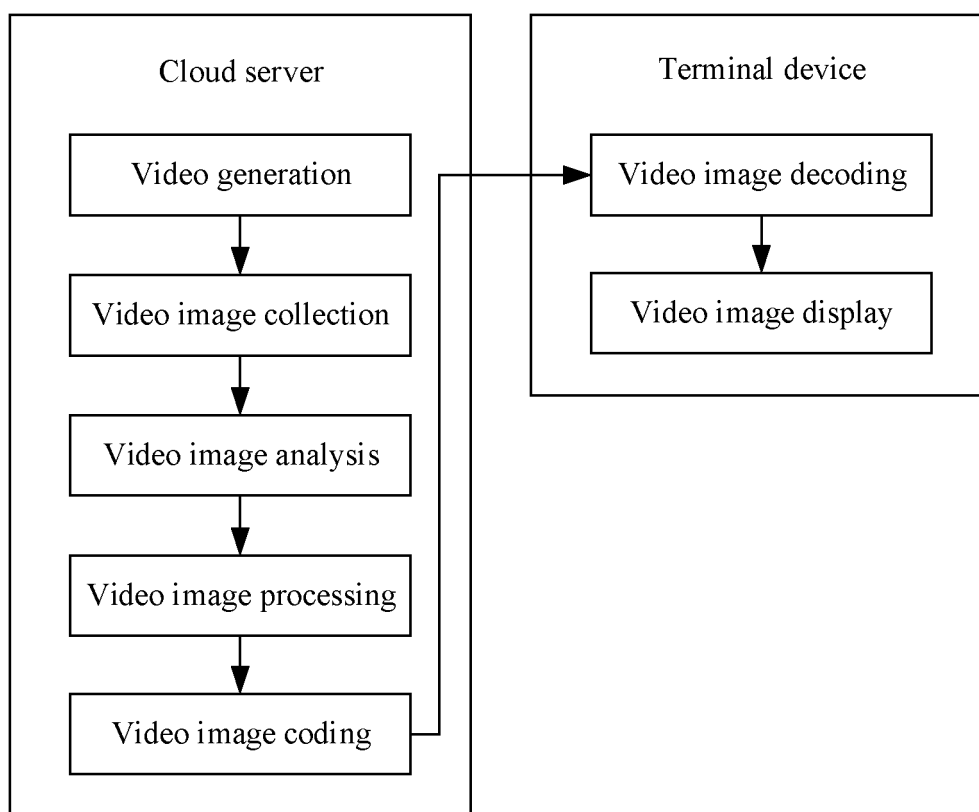 Cloud server
Video generation
Video image collection
Video image analysis
Video image processing
Video image coding
Terminal device
Video image decoding
Video image display